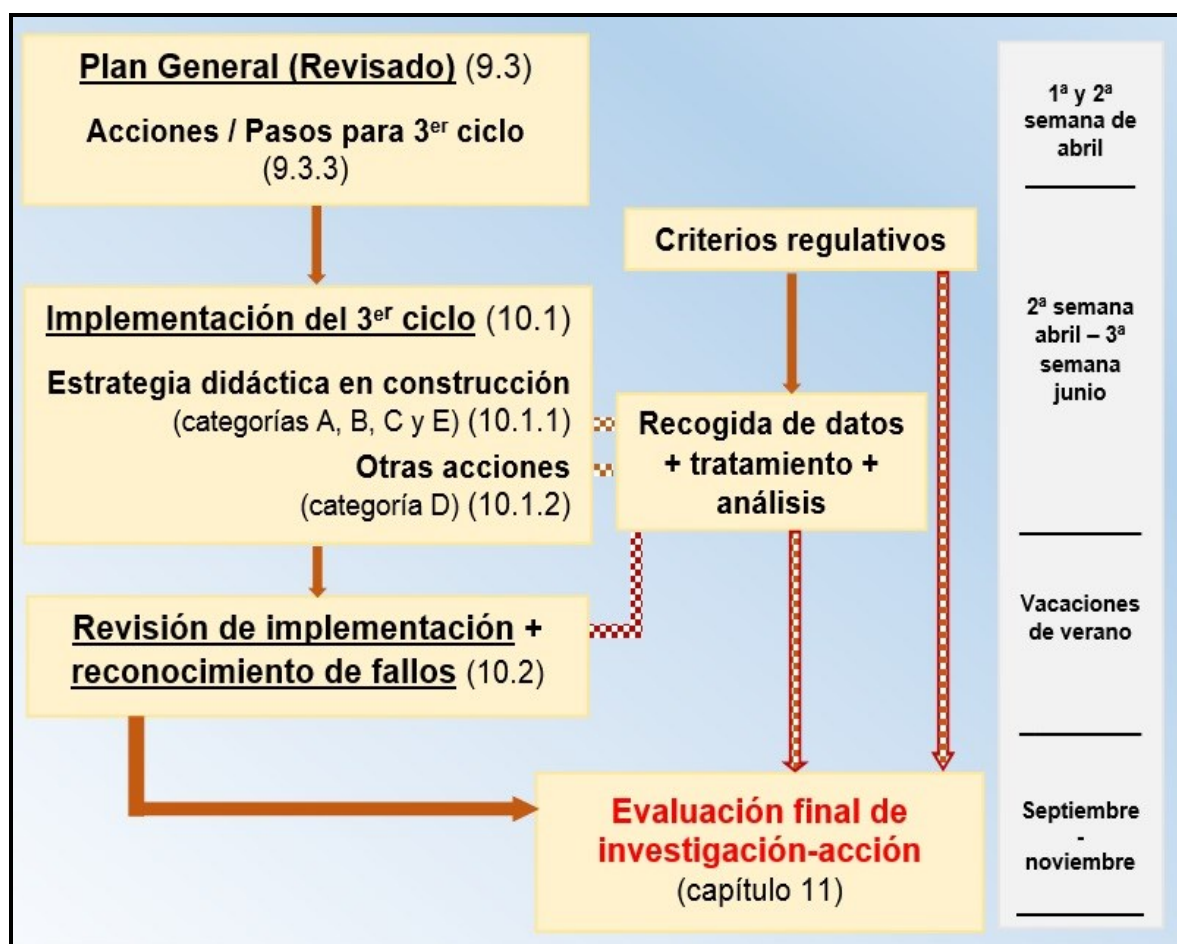 Plan General (Revisado) (9.3)
Acciones / Pasos para 3er ciclo
(9.3.3)
Criterios regulativos
Implementación del 3er ciclo (10.1)
Estrategia didáctica en construcción
(categorías A, B, C y E) (10.1.1)
Otras acciones
(categoría D) (10.1.2)
Recogida de datos
+ tratamiento +
análisis
Revisión de implementación +
reconocimiento de fallos (10.2)
Evaluación final de
investigación-acción
(capítulo 11)
1ª y 2ª
semana de
abril
2ª semana
abril – 3ª
semana
junio
Vacaciones
de verano
Septiembre
-
noviembre